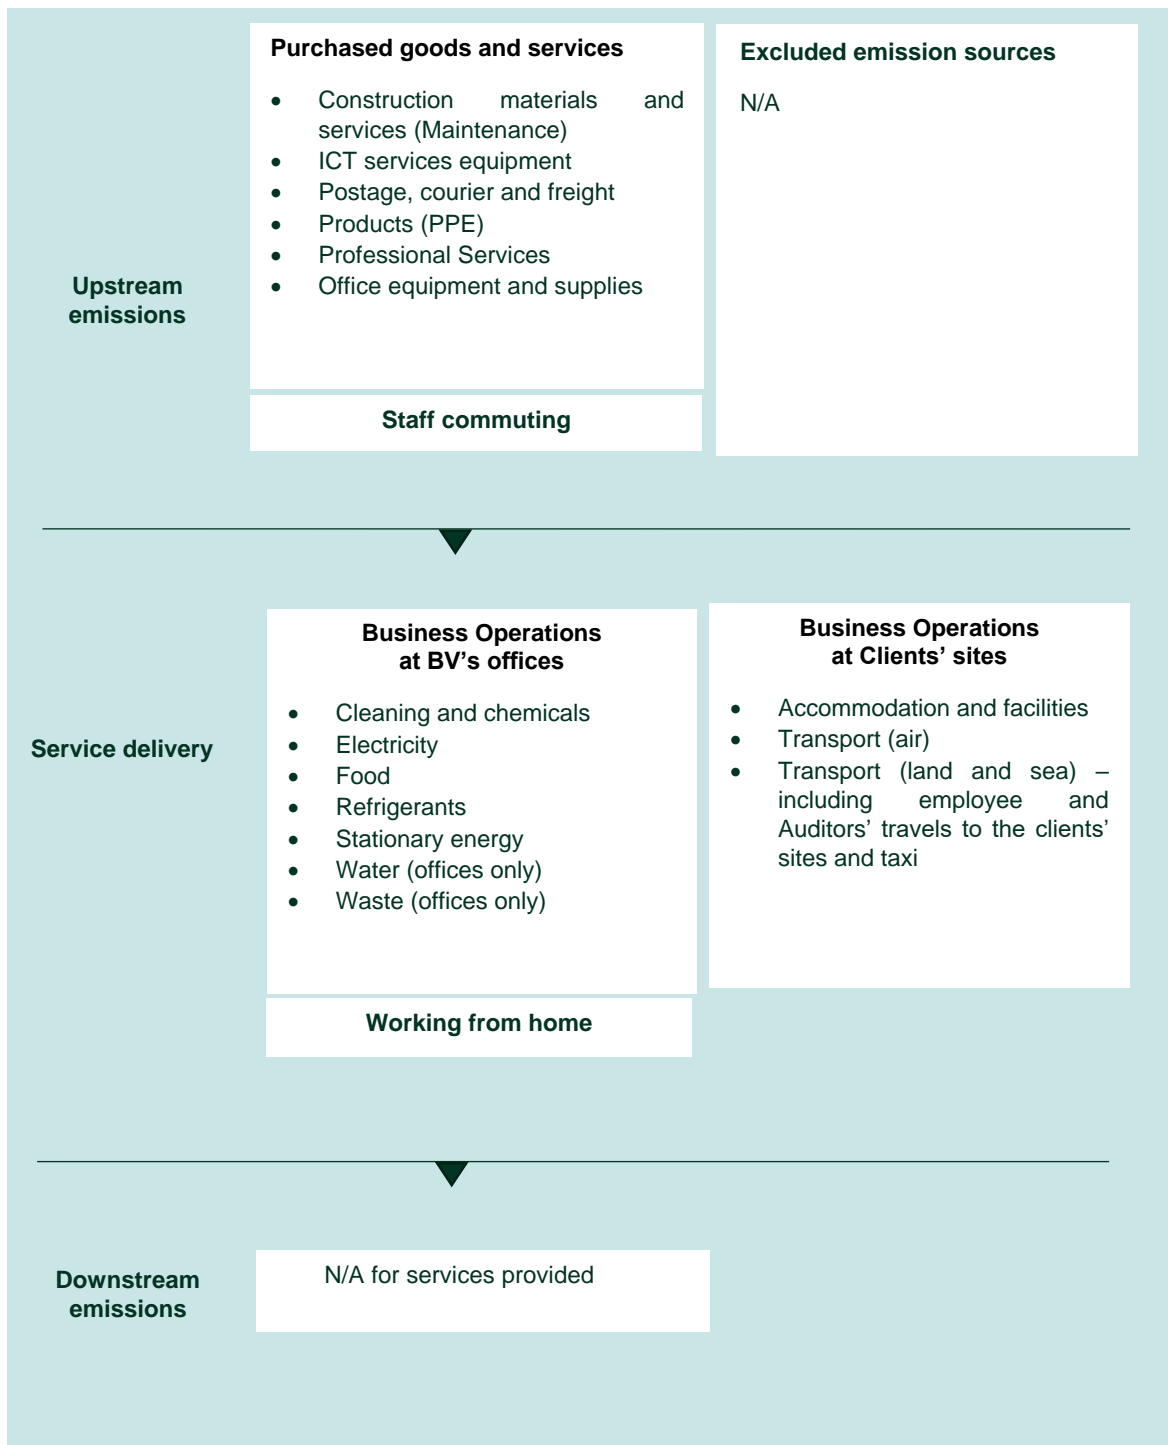 Purchased goods and services
• Construction materials and
services (Maintenance)
• ICT services equipment
• Postage, courier and freight
• Products (PPE)
• Professional Services
• Office equipment and supplies
Excluded emission sources
N/A
Upstream
emissions
Staff commuting
Business Operations
at BV’s offices
• Cleaning and chemicals
• Electricity
• Food
• Refrigerants
• Stationary energy
• Water (offices only)
• Waste (offices only)
Business Operations
at Clients’ sites
• Accommodation and facilities
• Transport (air)
• Transport (land and sea) –
including employee and
Auditors’ travels to the clients’
sites and taxi
Service delivery
Working from home
Downstream
emissions
N/A for services provided